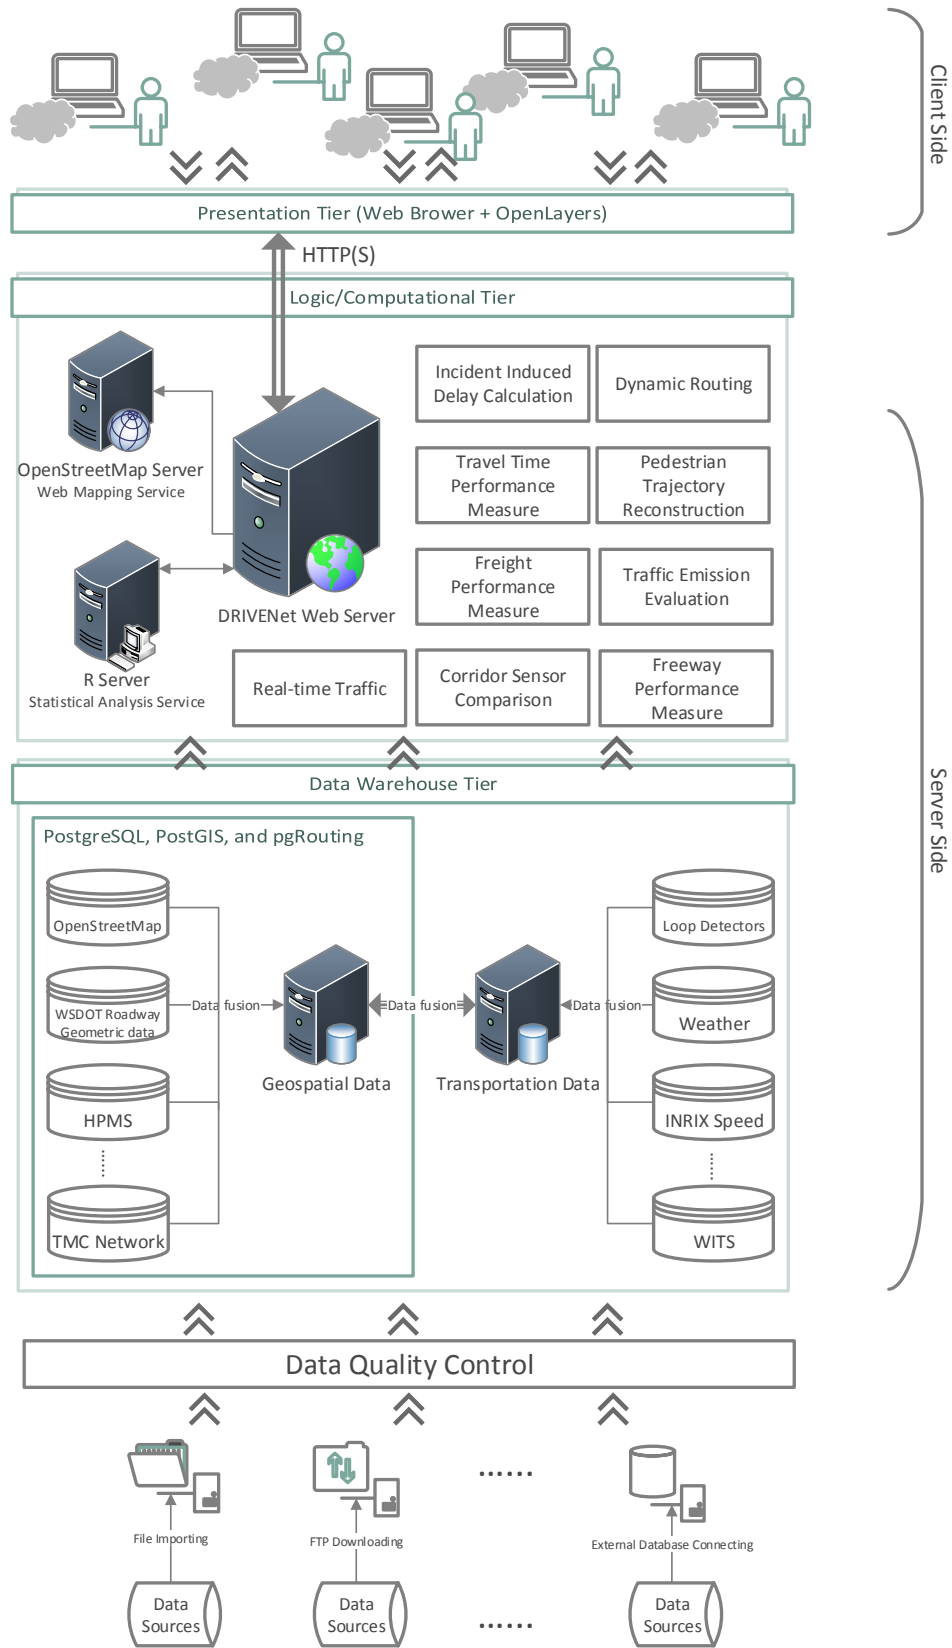 Client Side
Presentation Tier (Web Brower + OpenLayers)
HTTP(S)
Logic/Computational Tier
OpenStreetMap Server
Web Mapping Service
R Server
Statistical Analysis Service
DRIVENet Web Server
Incident Induced
Delay Calculation
Dynamic Routing
Travel Time
Performance
Measure
Pedestrian
Trajectory
Reconstruction
Freight
Performance
Measure
Traffic Emission
Evaluation
Real-time Traffic
Corridor Sensor
Comparison
Freeway
Performance
Measure
Server Side
Data Warehouse Tier
PostgreSQL, PostGIS, and pgRouting
OpenStreetMap
WSDOT Roadway
Geometric data
HPMS
......
TMC Network
Data fusion
Geospatial Data
Data fusion
Transportation Data
Data fusion
Loop Detectors
Weather
INRIX Speed
......
WITS
Data Quality Control
......
File Importing
FTP Downloading
External Database Connecting
Data
Sources
Data
Sources
......
Data
Sources